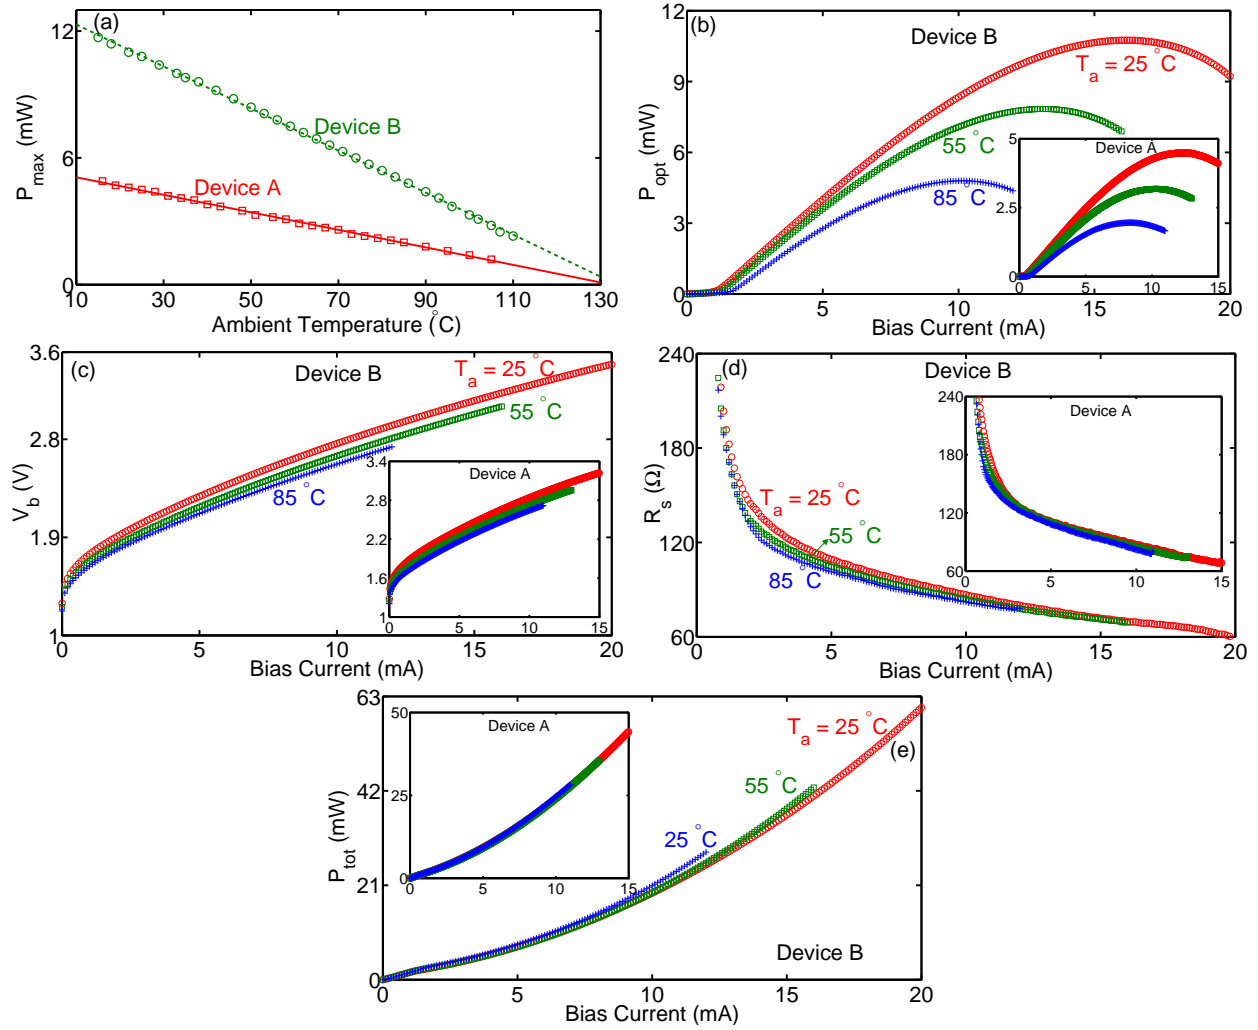 (a)
12
6
0
P_max (mW)
Device B
Device A
10 30 50 70 90 110 130
Ambient Temperature (°C)
(b)
Device B
12
9
6
3
0
P_opt (mW)
T_a = 25 °C
55 °C
85 °C
Device A
5
2.5
0
0 5 10 15
0 5 10 15 20
Bias Current (mA)
(c)
Device B
3.6
2.8
1.9
1
V_b (V)
T_a = 25 °C
55 °C
85 °C
Device A
3.4
2.8
2.2
1.6
1
0 5 10 15
0 5 10 15 20
Bias Current (mA)
(d)
Device B
240
180
120
60
R_s (Ω)
T_a = 25 °C
55 °C
85 °C
Device A
240
180
120
60
0 5 10 15
0 5 10 15 20
Bias Current (mA)
63
42
21
0
P_tot (mW)
Device A
50
25
0
0 5 10 15
T_a = 25 °C
(e)
55 °C
25 °C
Device B
0 5 10 15 20
Bias Current (mA)